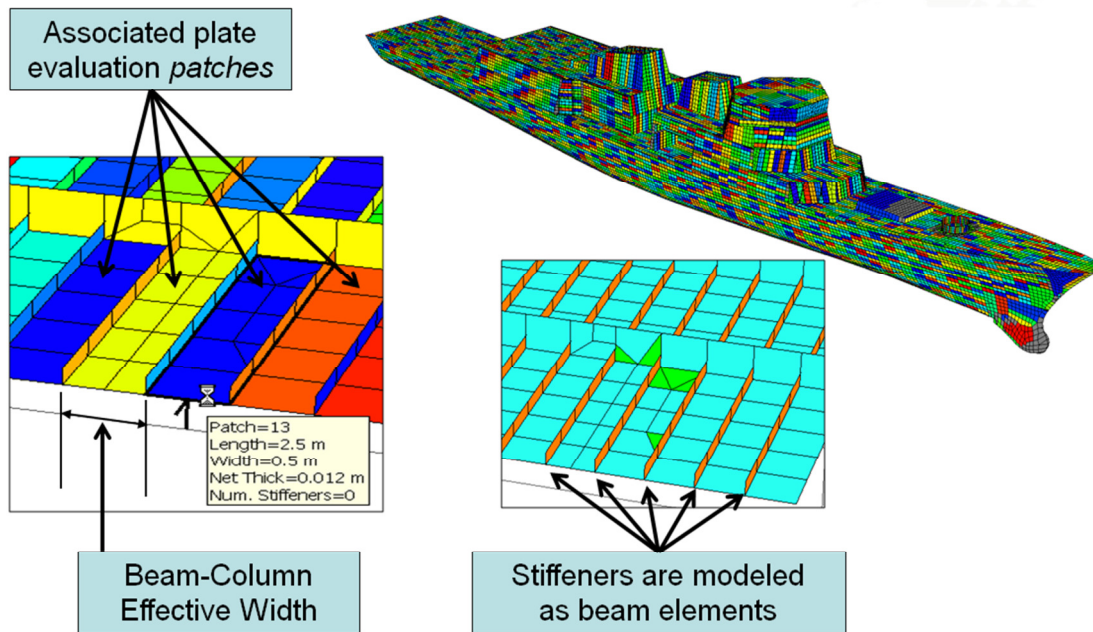 Associated plate
evaluation patches
Patch=13
Length=2.5 m
Width=0.5 m
Net Thick=0.012 m
Num. Stiffeners=0
Beam-Column
Effective Width
Stiffeners are modeled
as beam elements